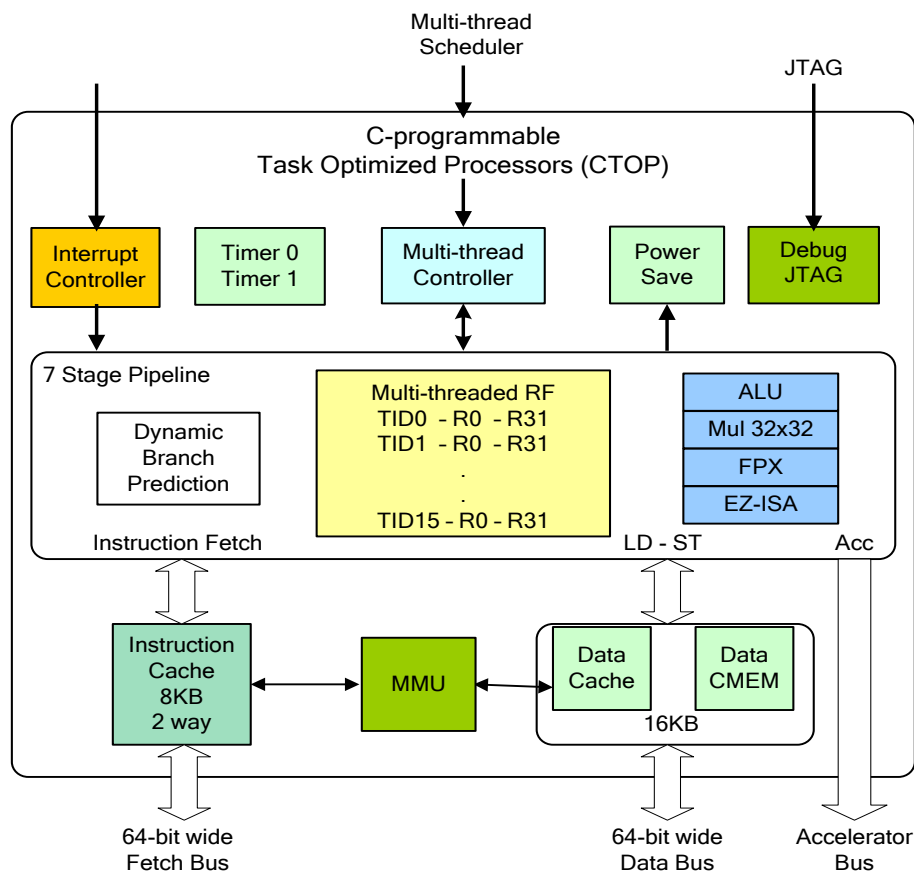 Multi-thread
Scheduler
JTAG
C-programmable
Task Optimized Processors (CTOP)
Interrupt
Controller
Timer 0
Timer 1
Multi-thread
Controller
Power
Save
Debug
JTAG
7 Stage Pipeline
Dynamic
Branch
Prediction
Multi-threaded RF
TID0 - R0 - R31
TID1 - R0 - R31
.
.
TID15 - R0 - R31
ALU
Mul 32x32
FPX
EZ-ISA
Instruction Fetch
LD - ST
Acc
Instruction
Cache
8KB
2 way
MMU
Data
Cache
Data
CMEM
16KB
64-bit wide
Fetch Bus
64-bit wide
Data Bus
Accelerator
Bus